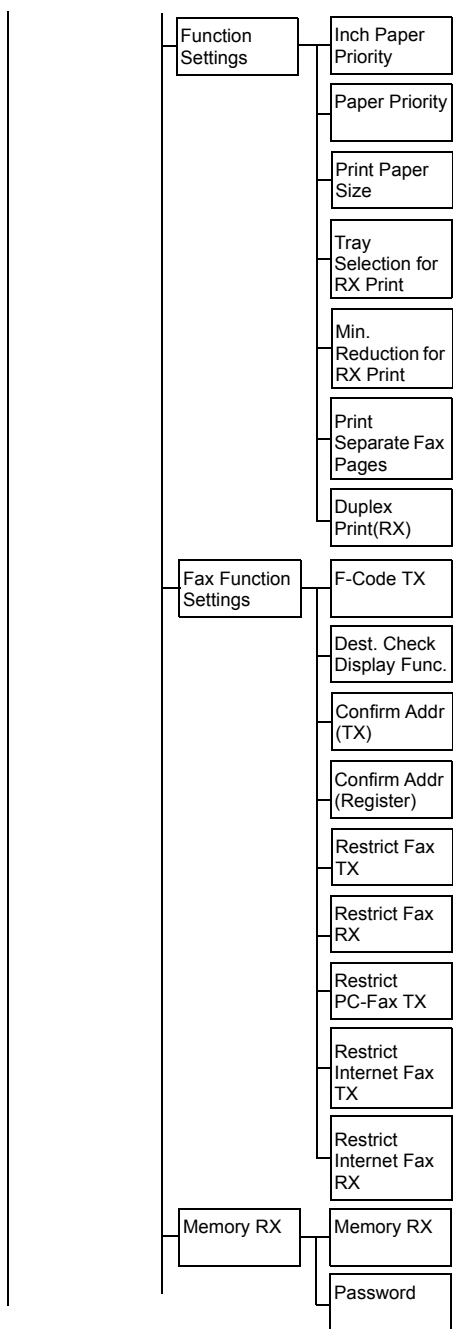 Function
Settings
Inch Paper
Priority
Paper Priority
Print Paper
Size
Tray
Selection for
RX Print
Min.
Reduction for
RX Print
Print
Separate Fax
Pages
Duplex
Print(RX)
Fax Function
Settings
F-Code TX
Dest. Check
Display Func.
Confirm Addr
(TX)
Confirm Addr
(Register)
Restrict Fax
TX
Restrict Fax
RX
Restrict
PC-Fax TX
Restrict
Internet Fax
TX
Restrict
Internet Fax
RX
Memory RX
Memory RX
Password